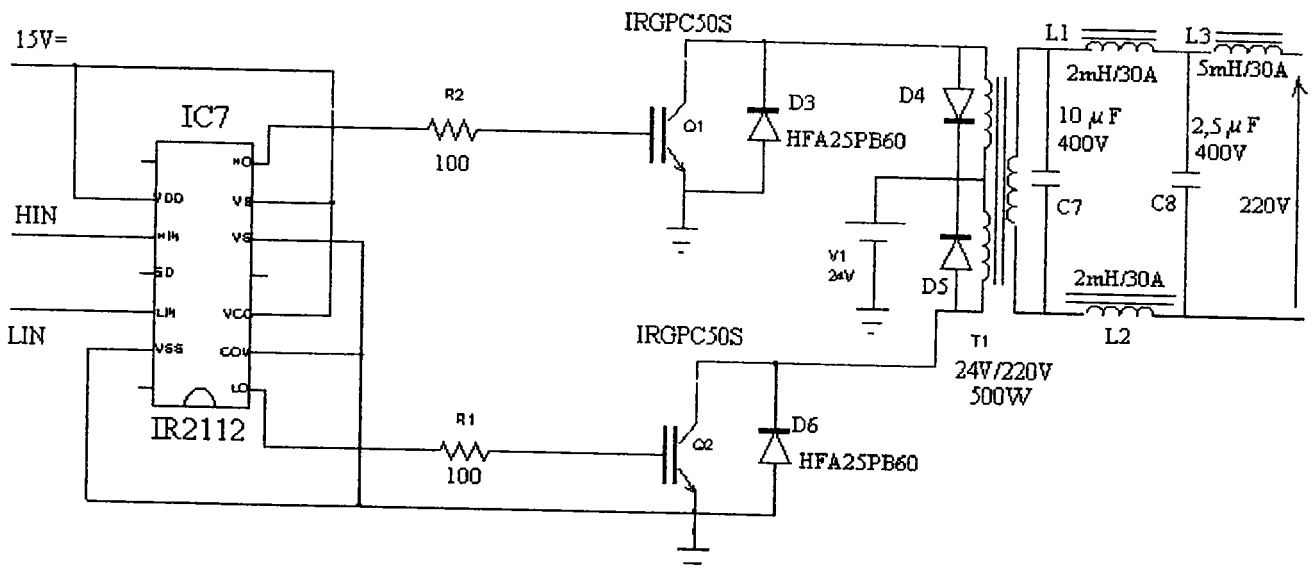 IRGPC50S
15V=
L1
L3
2mH/30A
5mH/30A
R2
IC7
D3
D4
Q1
HFA25PB60
10 μF
400V
2,5 μF
400V
100
HO
VDD
VB
C7
C8
220V
HIN
HIN
VS
SD
V1
24V
D5
2mH/30A
LIN
VCC
LIN
VSS
COM
IRGPC50S
L2
T1
24V/220V
500W
LO
IR2112
R1
D6
Q2
100
HFA25PB60